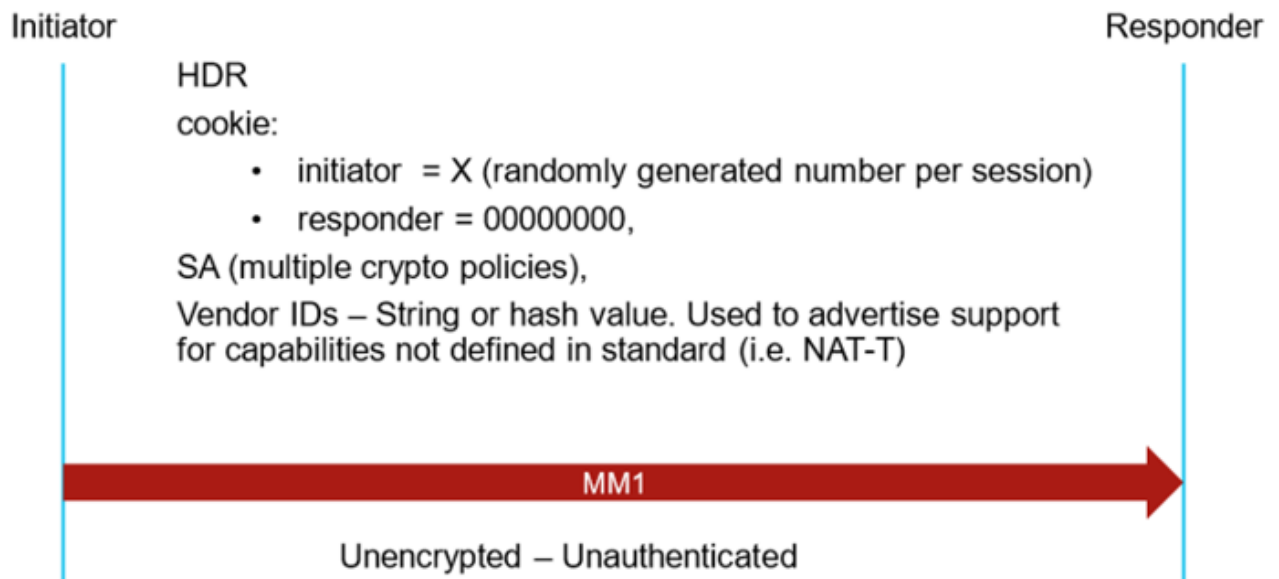 Initiator
Responder
HDR
cookie:
• initiator = X (randomly generated number per session)
• responder = 00000000,
SA (multiple crypto policies),
Vendor IDs – String or hash value. Used to advertise support
for capabilities not defined in standard (i.e. NAT-T)
MM1
Unencrypted – Unauthenticated